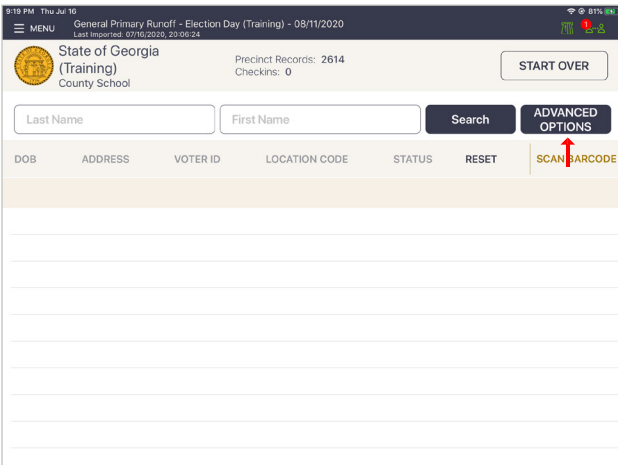 9:19 PM Thu Jul 16
81%
MENU
General Primary Runoff - Election Day (Training) - 08/11/2020
Last Imported: 07/16/2020, 20:06:24
1
State of Georgia
(Training)
County School
Precinct Records: 2614
Checkins: 0
START OVER
Last Name
First Name
Search
ADVANCED
OPTIONS
DOB ADDRESS VOTER ID LOCATION CODE STATUS RESET SCAN BARCODE